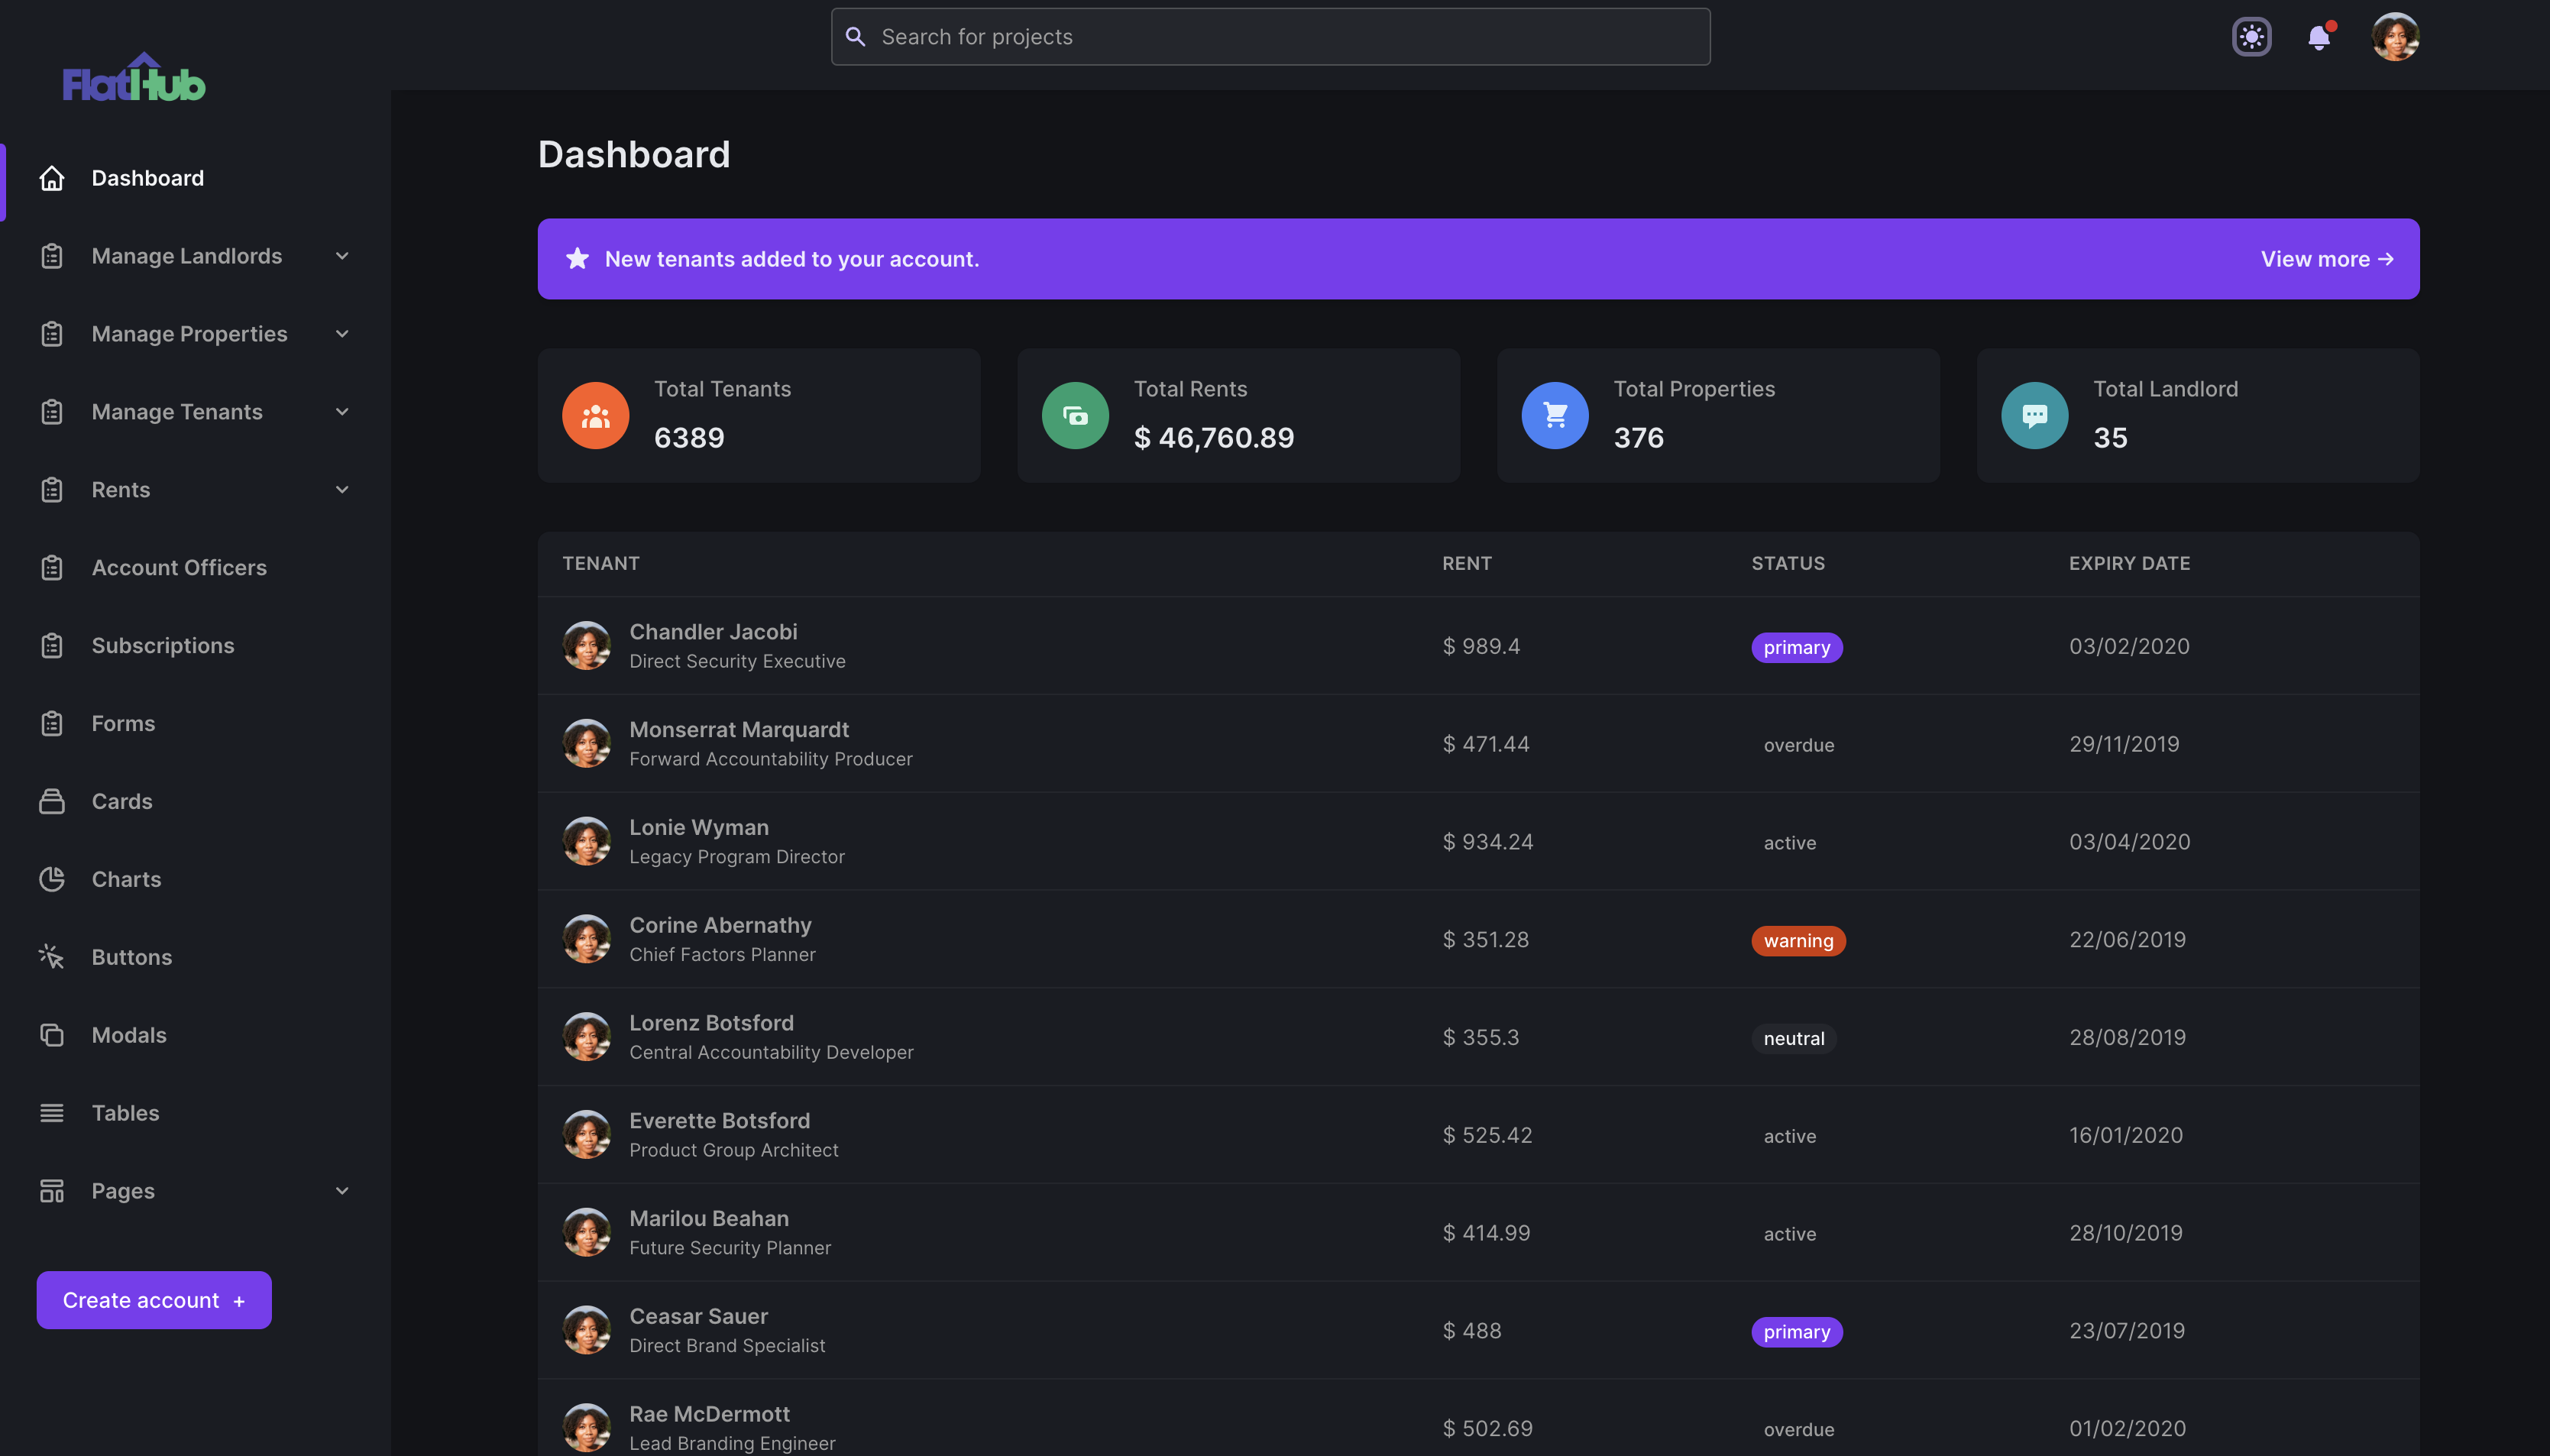 FlatHub
Search for projects
Dashboard
Manage Landlords
Manage Properties
Manage Tenants
Rents
Account Officers
Subscriptions
Forms
Cards
Charts
Buttons
Modals
Tables
Pages
Create account +
Dashboard
New tenants added to your account.
View more →
Total Tenants
6389
Total Rents
$ 46,760.89
Total Properties
376
Total Landlord
35
TENANT RENT STATUS EXPIRY DATE
Chandler Jacobi
Direct Security Executive
$ 989.4 primary 03/02/2020
Monserrat Marquardt
Forward Accountability Producer
$ 471.44 overdue 29/11/2019
Lonie Wyman
Legacy Program Director
$ 934.24 active 03/04/2020
Corine Abernathy
Chief Factors Planner
$ 351.28 warning 22/06/2019
Lorenz Botsford
Central Accountability Developer
$ 355.3 neutral 28/08/2019
Everette Botsford
Product Group Architect
$ 525.42 active 16/01/2020
Marilou Beahan
Future Security Planner
$ 414.99 active 28/10/2019
Ceasar Sauer
Direct Brand Specialist
$ 488 primary 23/07/2019
Rae McDermott
Lead Branding Engineer
$ 502.69 overdue 01/02/2020